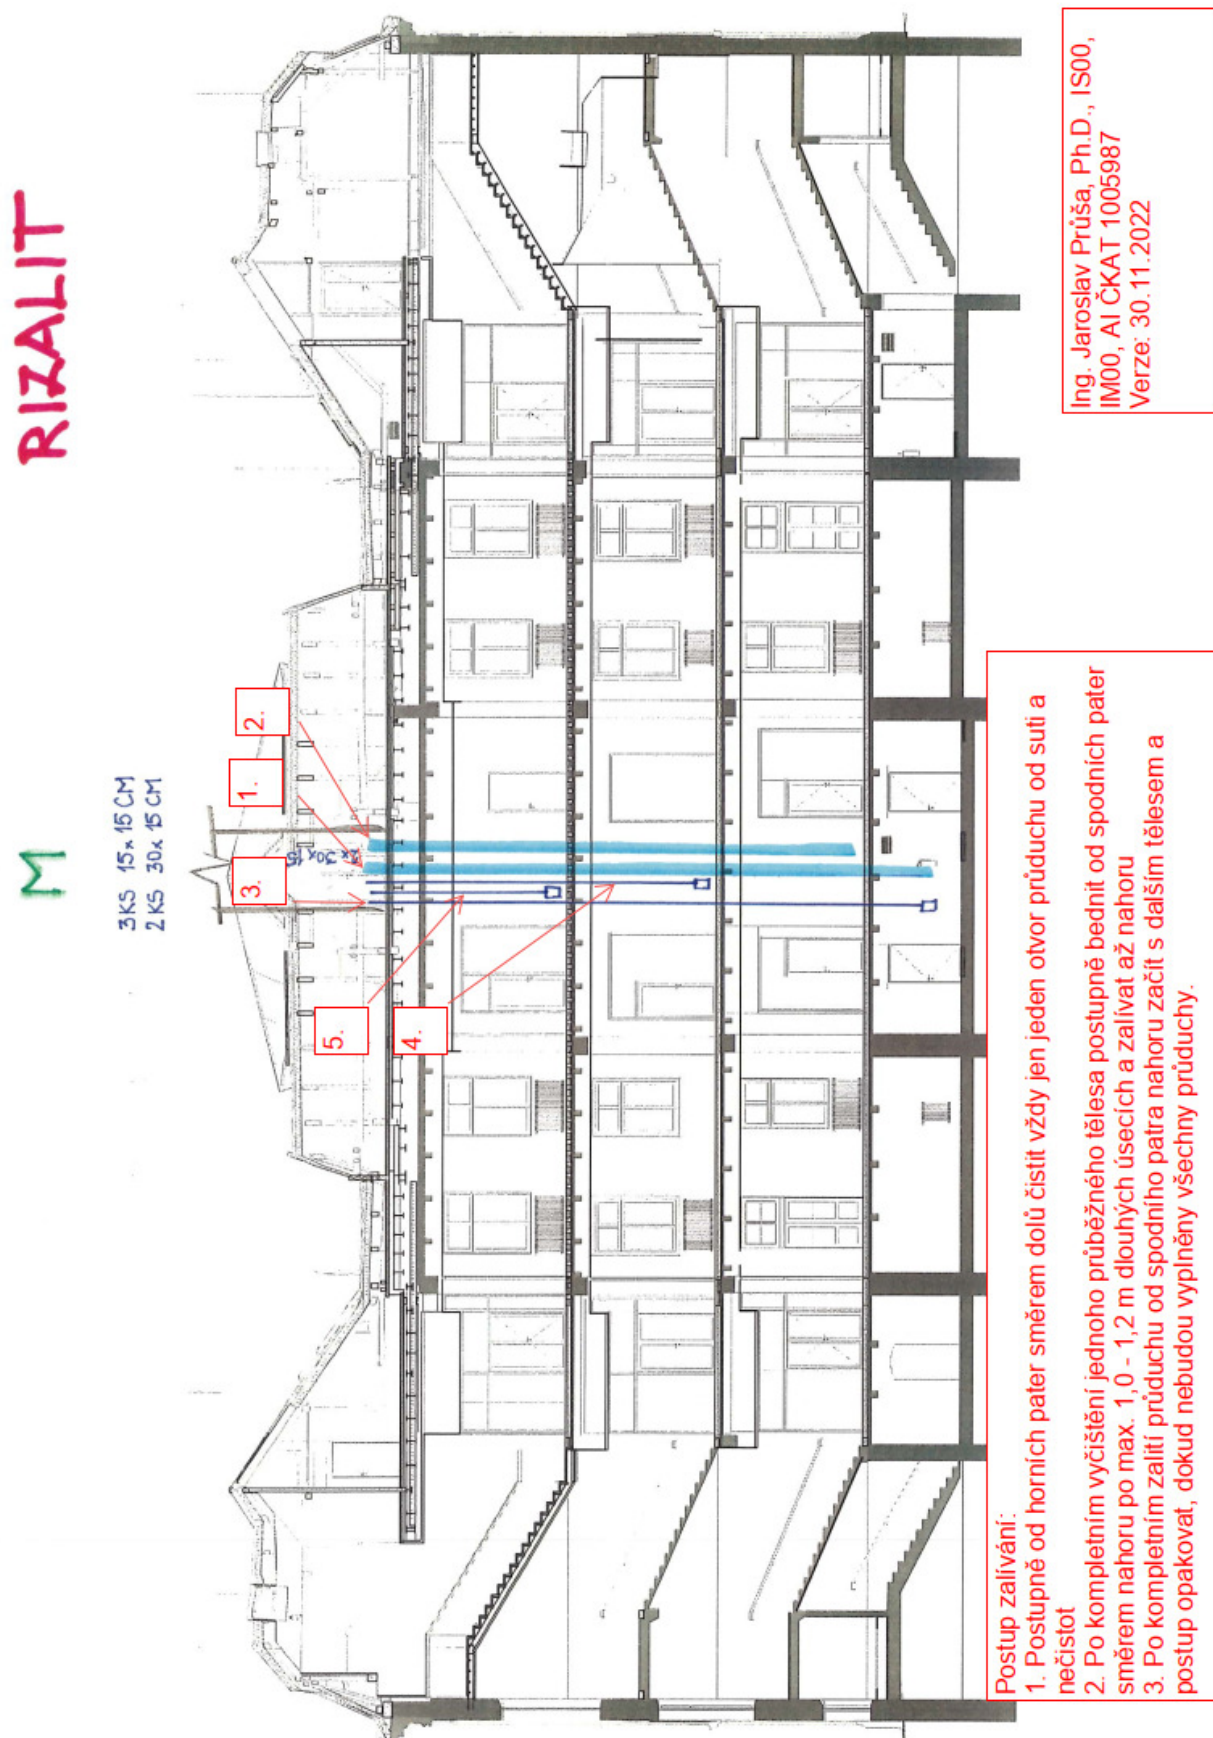 RIZALIT
M
3KS 15x15CM
2KS 30x15CM
2x 30x15
1.
2.
3.
4.
5.
Ing. Jaroslav Průša, Ph.D., IS00,
IM00, AI ČKAT 1005987
Verze: 30.11.2022
Postup zalívání:
1. Postupně od horních pater směrem dolů čistit vždy jen jeden otvor průduchu od suti a
nečistot
2. Po kompletním vyčištění jednoho průběžného tělesa postupně bednit od spodních pater
směrem nahoru po max. 1,0 - 1,2 m dlouhých úsecích a zalívat až nahoru
3. Po kompletním zalití průduchu od spodního patra nahoru začít s dalším tělesem a
postup opakovat, dokud nebudou vyplněny všechny průduchy.